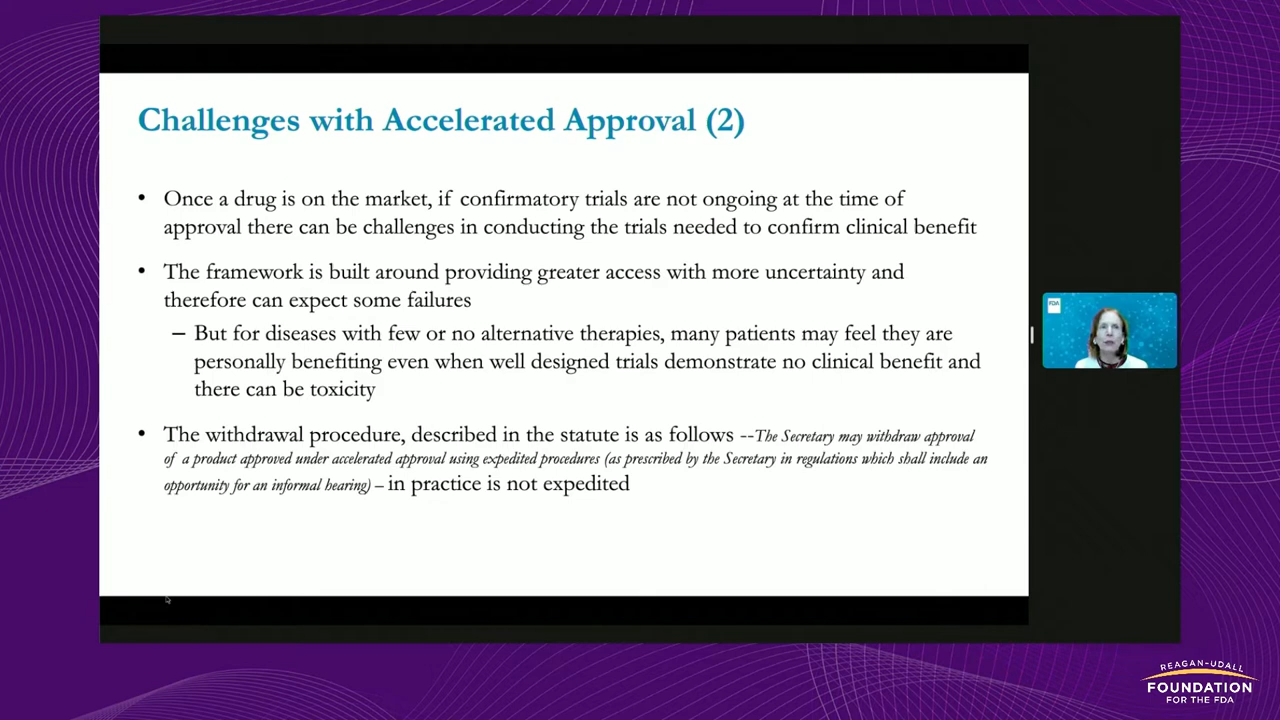 Challenges with Accelerated Approval (2)
• Once a drug is on the market, if confirmatory trials are not ongoing at the time of
approval there can be challenges in conducting the trials needed to confirm clinical benefit
• The framework is built around providing greater access with more uncertainty and
therefore can expect some failures
– But for diseases with few or no alternative therapies, many patients may feel they are
personally benefiting even when well designed trials demonstrate no clinical benefit and
there can be toxicity
• The withdrawal procedure, described in the statute is as follows --The Secretary may withdraw approval
of a product approved under accelerated approval using expedited procedures (as prescribed by the Secretary in regulations which shall include an
opportunity for an informal hearing) – in practice is not expedited
FDA
REAGAN-UDALL
FOUNDATION
FOR THE FDA